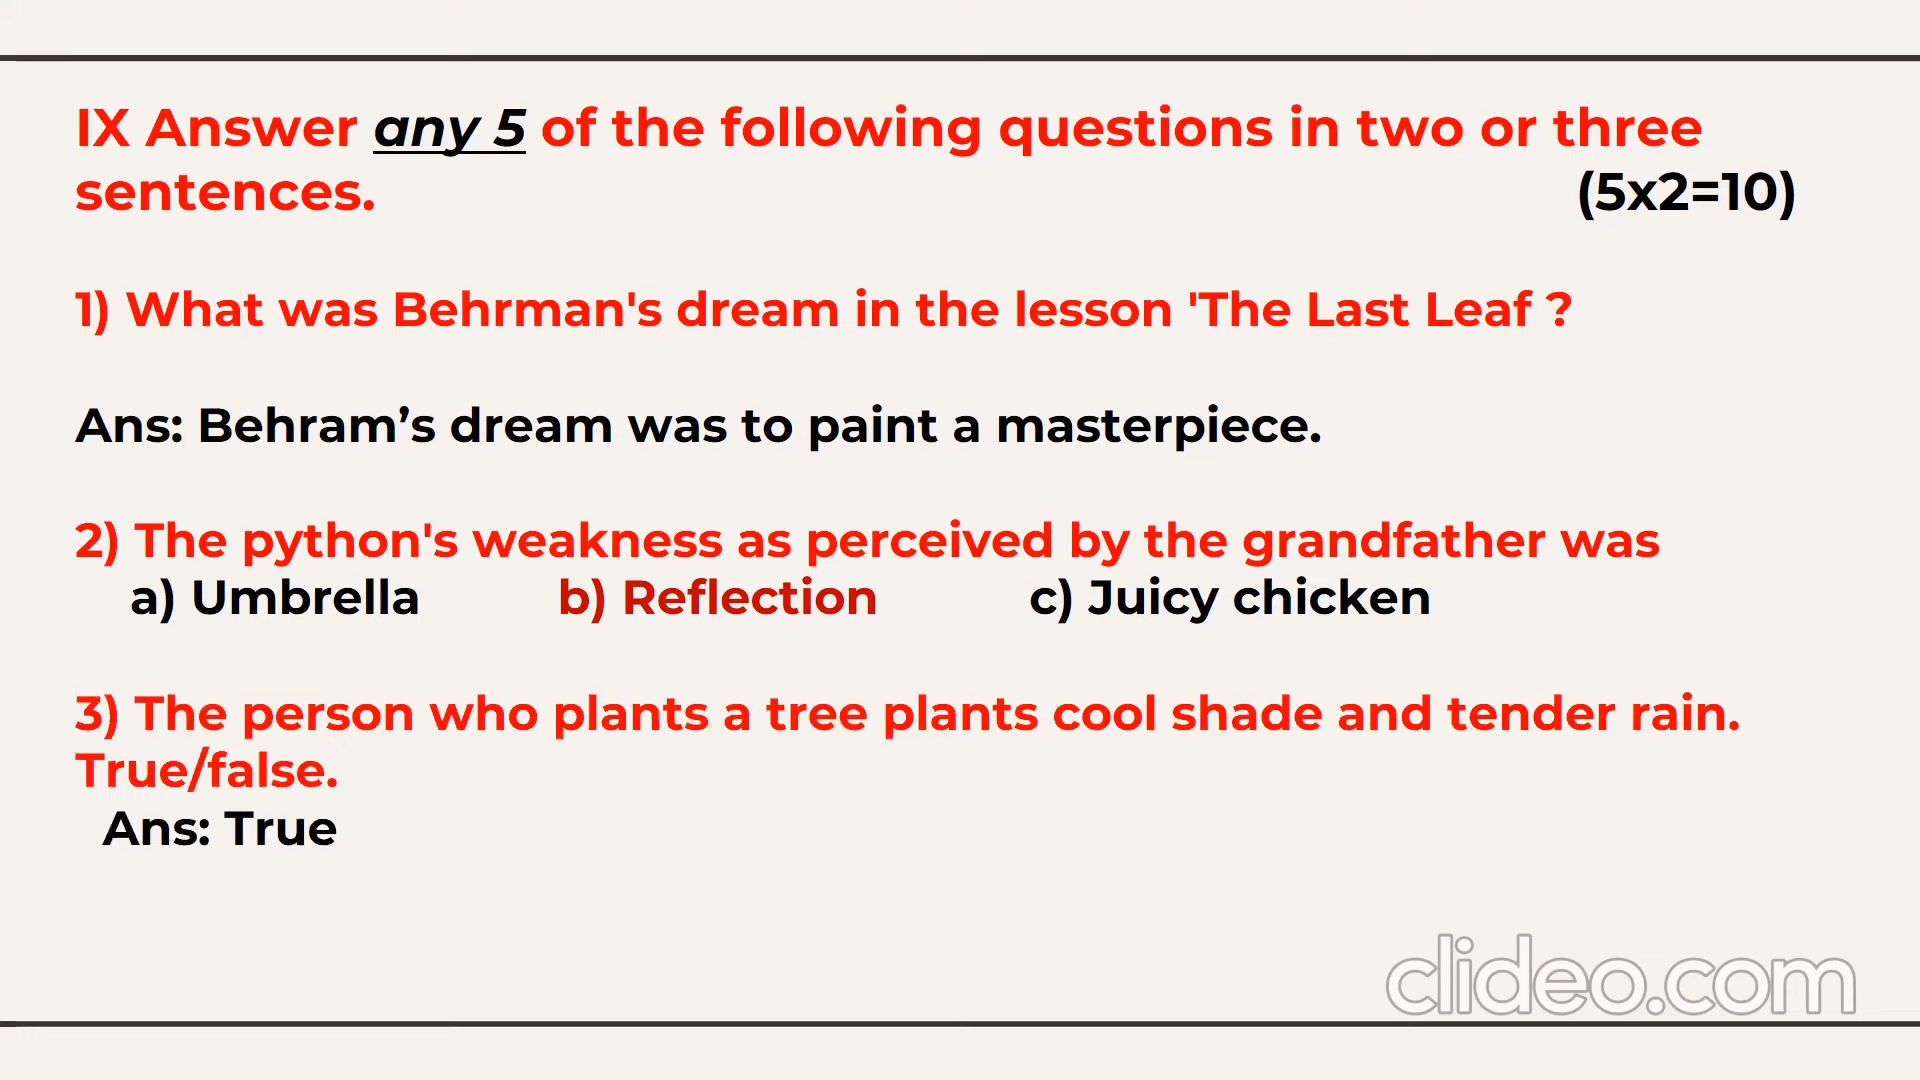 IX Answer any 5 of the following questions in two or three
sentences. (5x2=10)
1) What was Behrman's dream in the lesson 'The Last Leaf ?
Ans: Behram’s dream was to paint a masterpiece.
2) The python's weakness as perceived by the grandfather was
a) Umbrella b) Reflection c) Juicy chicken
3) The person who plants a tree plants cool shade and tender rain.
True/false.
Ans: True
clideo.com